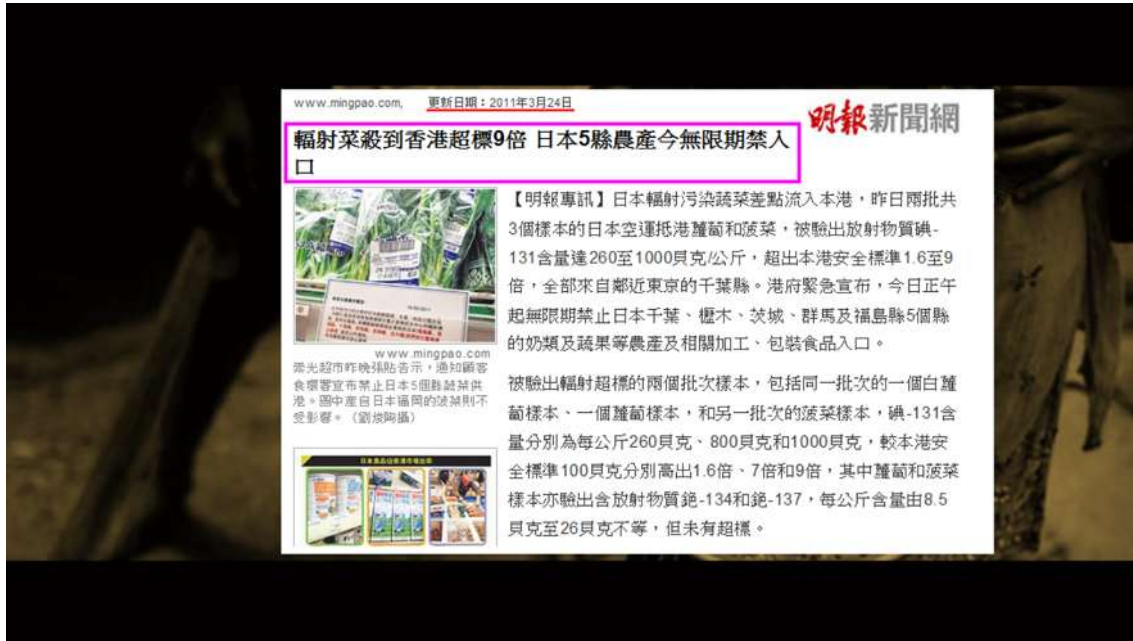 www.mingpao.com, 更新日期：2011年3月24日
明報新聞網
輻射菜殺到香港超標9倍 日本5縣農產今無限期禁入
口
【明報專訊】日本輻射污染蔬菜差點流入本港，昨日兩批共
3個樣本的日本空運抵港蘿蔔和菠菜，被驗出放射物質碘-
131含量達260至1000貝克/公斤，超出本港安全標準1.6至9
倍，全部來自鄰近東京的千葉縣。港府緊急宣布，今日正午
起無限期禁止日本千葉、櫪木、茨城、群馬及福島縣5個縣
的奶類及蔬果等農產及相關加工、包裝食品入口。
被驗出輻射超標的兩個批次樣本，包括同一批次的一個白蘿
蔔樣本、一個蘿蔔樣本，和另一批次的菠菜樣本，碘-131含
量分別為每公斤260貝克、800貝克和1000貝克，較本港安
全標準100貝克分別高出1.6倍、7倍和9倍，其中蘿蔔和菠菜
樣本亦驗出含放射物質銫-134和銫-137，每公斤含量由8.5
貝克至26貝克不等，但未有超標。
www.mingpao.com
崇光超市昨晚張貼告示，通知顧客
食環署宣布禁止日本5個縣蔬菜供
港。圖中產自日本福岡的菠菜則不
受影響。（劉焌陶攝）